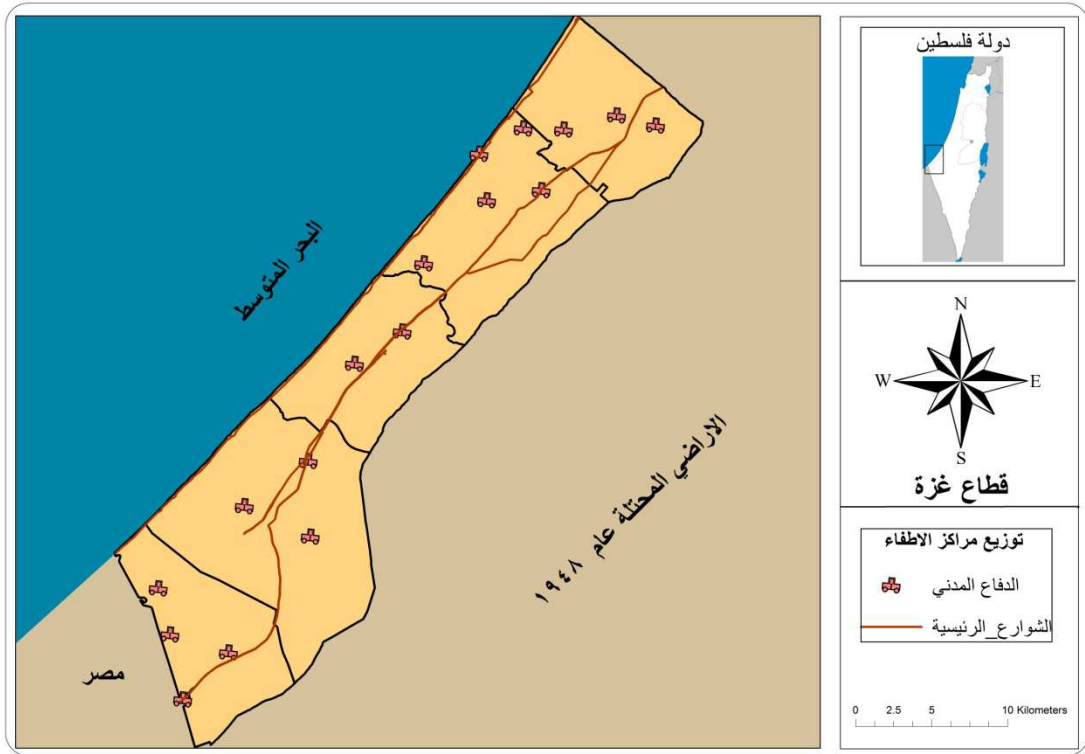 دولة فلسطين
البحر المتوسط
الاراضي المحتلة عام ١٩٤٨
مصر
N
W
E
S
قطاع غزة
توزيع مراكز الاطفاء
الدفاع المدني
الشوارع_الرئيسية
0 2.5 5 10 Kilometers